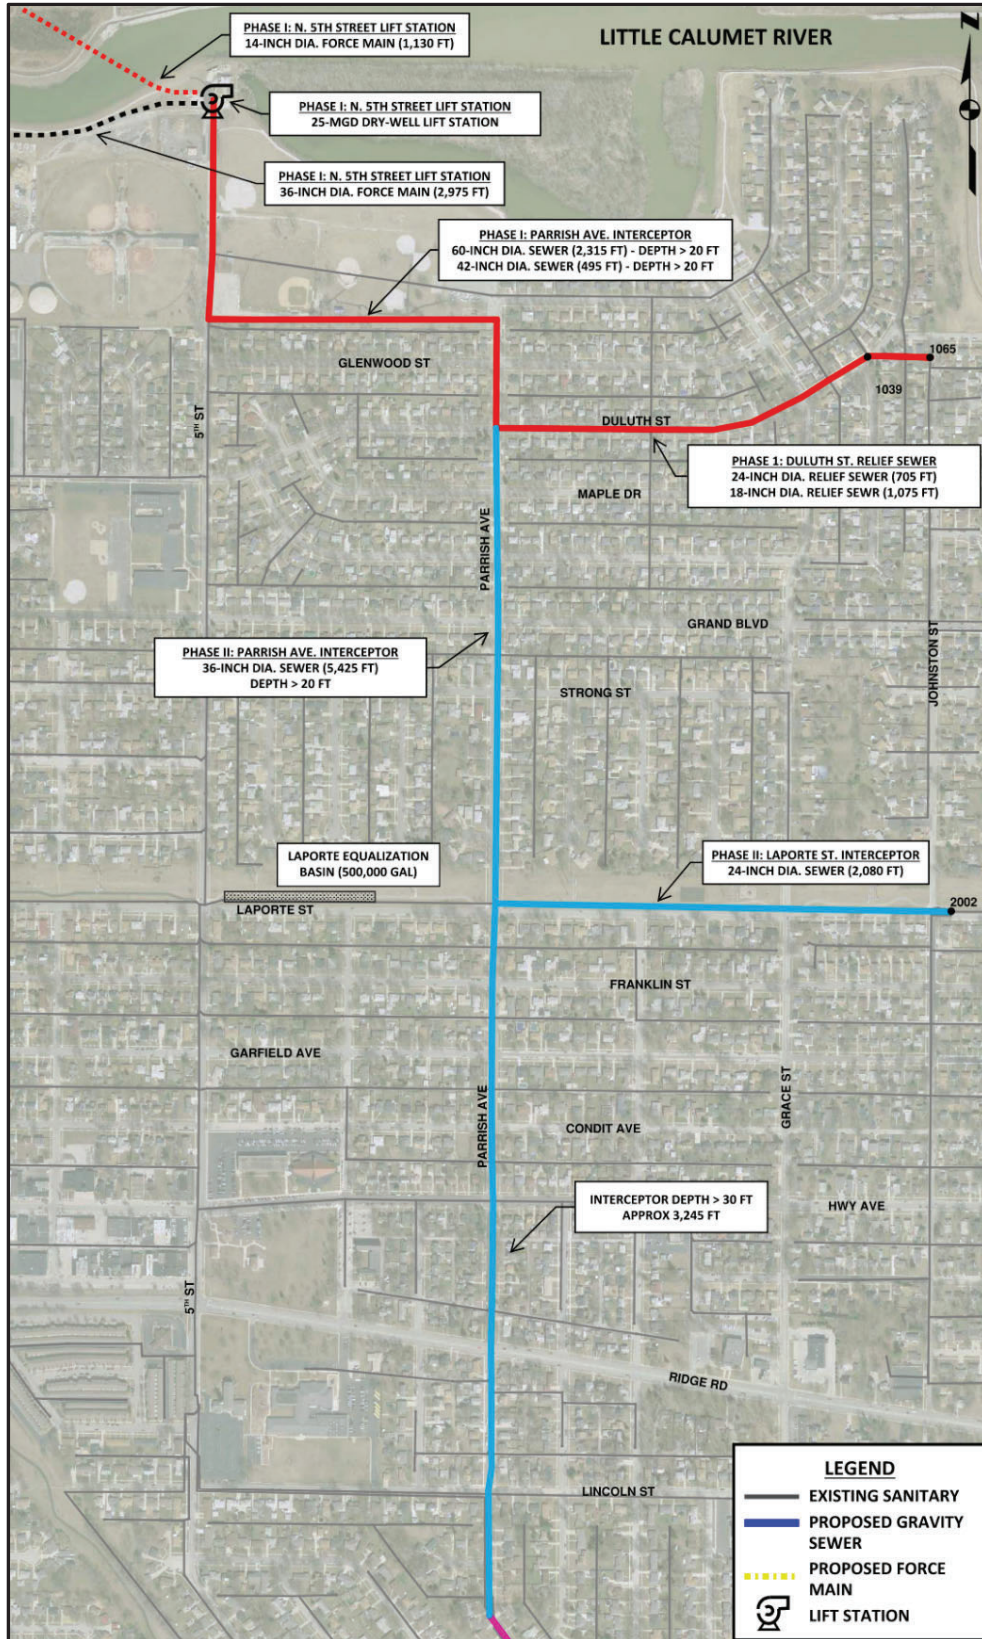 PHASE I: N. 5TH STREET LIFT STATION
14-INCH DIA. FORCE MAIN (1,130 FT)
LITTLE CALUMET RIVER
N
PHASE I: N. 5TH STREET LIFT STATION
25-MGD DRY-WELL LIFT STATION
PHASE I: N. 5TH STREET LIFT STATION
36-INCH DIA. FORCE MAIN (2,975 FT)
PHASE I: PARRISH AVE. INTERCEPTOR
60-INCH DIA. SEWER (2,315 FT) - DEPTH > 20 FT
42-INCH DIA. SEWER (495 FT) - DEPTH > 20 FT
GLENWOOD ST
1065
1039
5TH ST
DULUTH ST
PHASE 1: DULUTH ST. RELIEF SEWER
24-INCH DIA. RELIEF SEWER (705 FT)
18-INCH DIA. RELIEF SEWR (1,075 FT)
MAPLE DR
PARRISH AVE
GRAND BLVD
JOHNSTON ST
PHASE II: PARRISH AVE. INTERCEPTOR
36-INCH DIA. SEWER (5,425 FT)
DEPTH > 20 FT
STRONG ST
LAPORTE EQUALIZATION
BASIN (500,000 GAL)
PHASE II: LAPORTE ST. INTERCEPTOR
24-INCH DIA. SEWER (2,080 FT)
LAPORTE ST
2002
FRANKLIN ST
GARFIELD AVE
GRACE ST
PARRISH AVE
CONDIT AVE
INTERCEPTOR DEPTH > 30 FT
APPROX 3,245 FT
HWY AVE
5TH ST
RIDGE RD
LINCOLN ST
LEGEND
EXISTING SANITARY
PROPOSED GRAVITY
SEWER
PROPOSED FORCE
MAIN
LIFT STATION